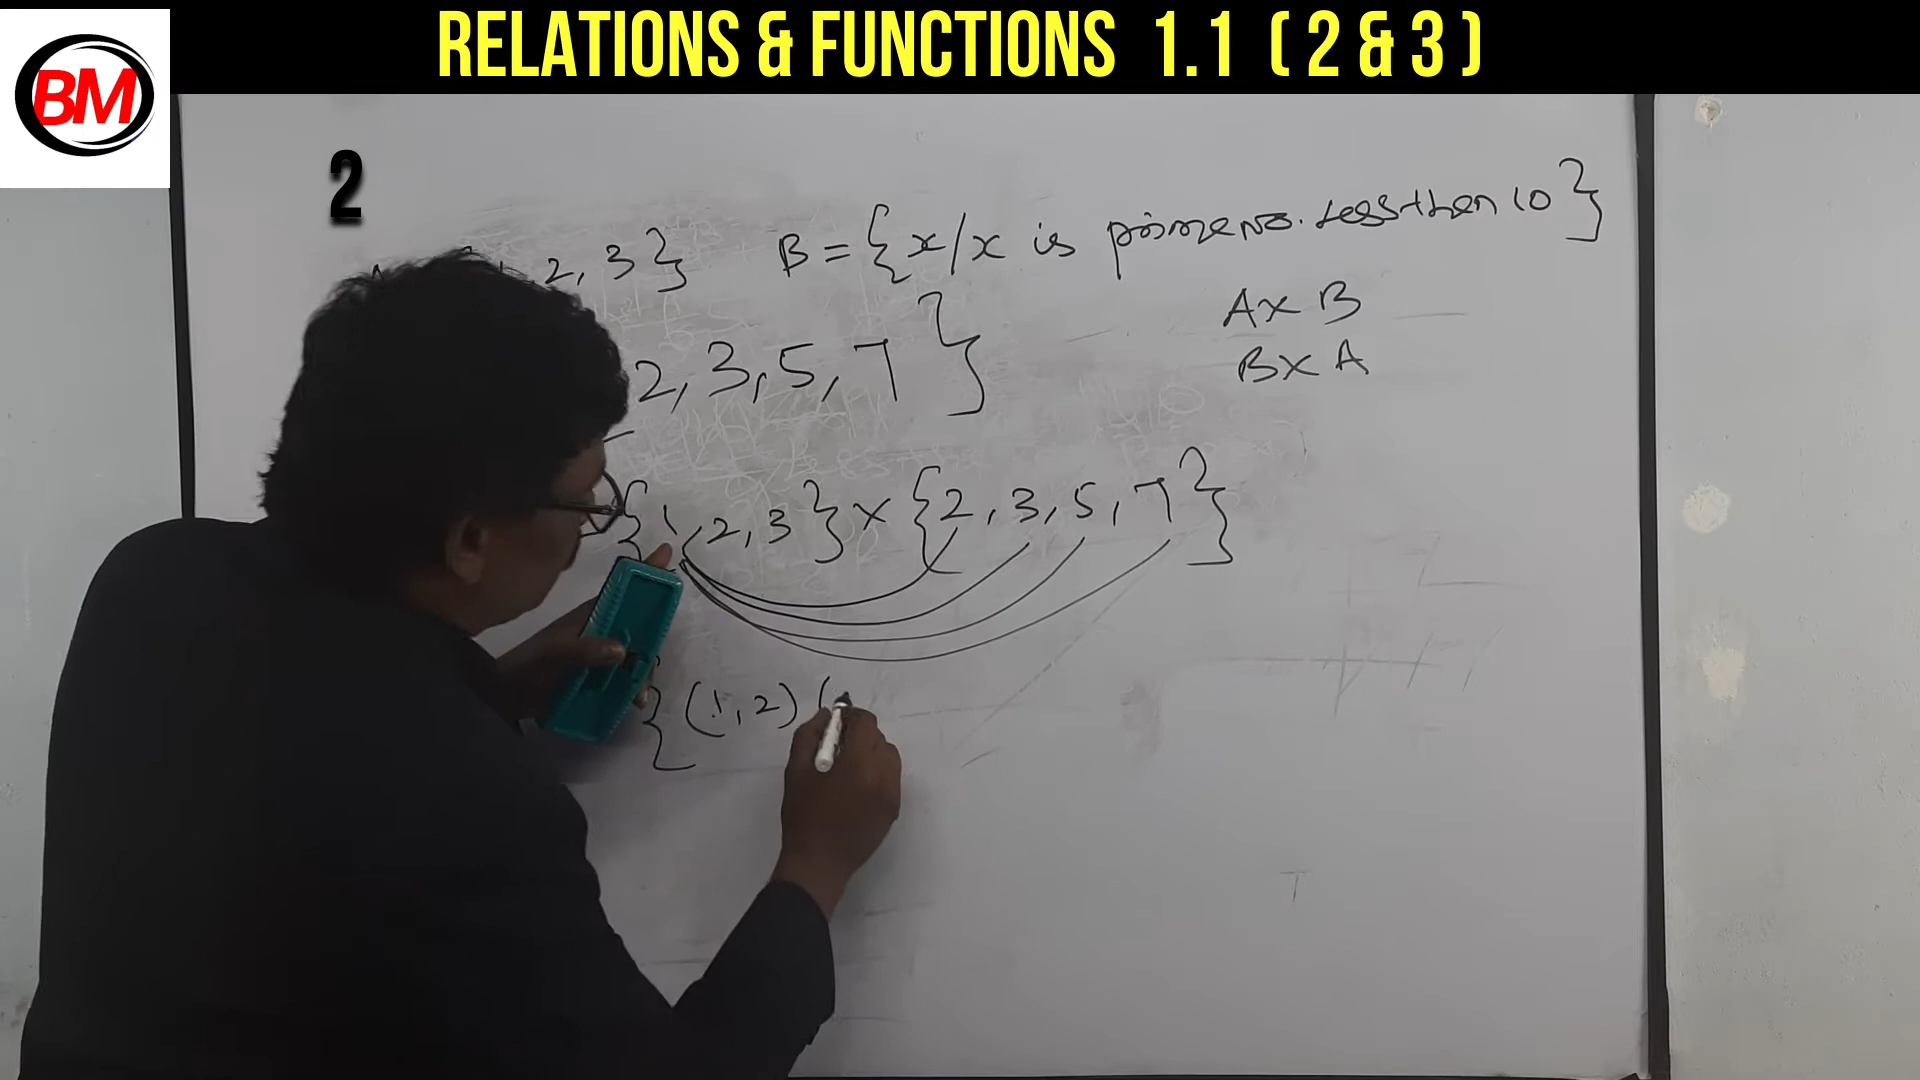 RELATIONS & FUNCTIONS 1.1 ( 2 & 3 )
BM
2
2, 3} B = {x/x is prime no. less then 10}
A x B
2, 3, 5, 7 }
B x A
{1, 2, 3} x {2, 3, 5, 7}
{(1, 2) (